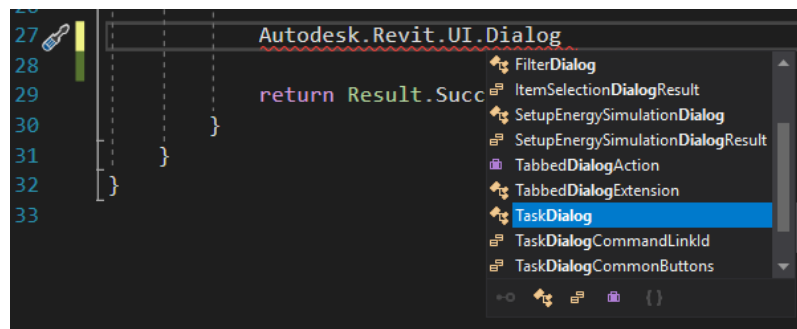 27 Autodesk.Revit.UI.Dialog
28 FilterDialog
29 return Result.Succ ItemSelectionDialogResult
SetupEnergySimulationDialog
30 }
SetupEnergySimulationDialogResult
31 }
TabbedDialogAction
32 }
TabbedDialogExtension
33 TaskDialog
TaskDialogCommandLinkId
TaskDialogCommonButtons
{}